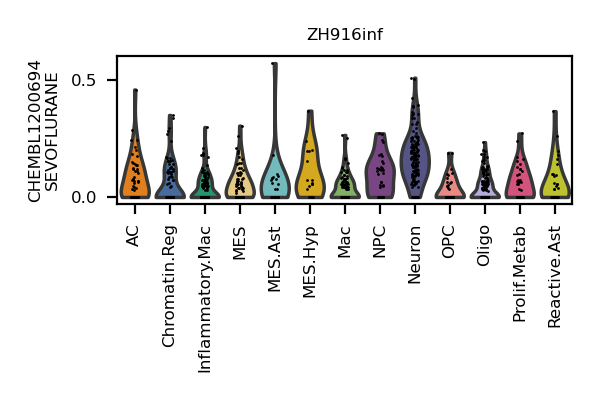 ZH916inf
CHEMBL1200694
SEVOFLURANE
0.5
0.0
AC
Chromatin.Reg
Inflammatory.Mac
MES
MES.Ast
MES.Hyp
Mac
NPC
Neuron
OPC
Oligo
Prolif.Metab
Reactive.Ast